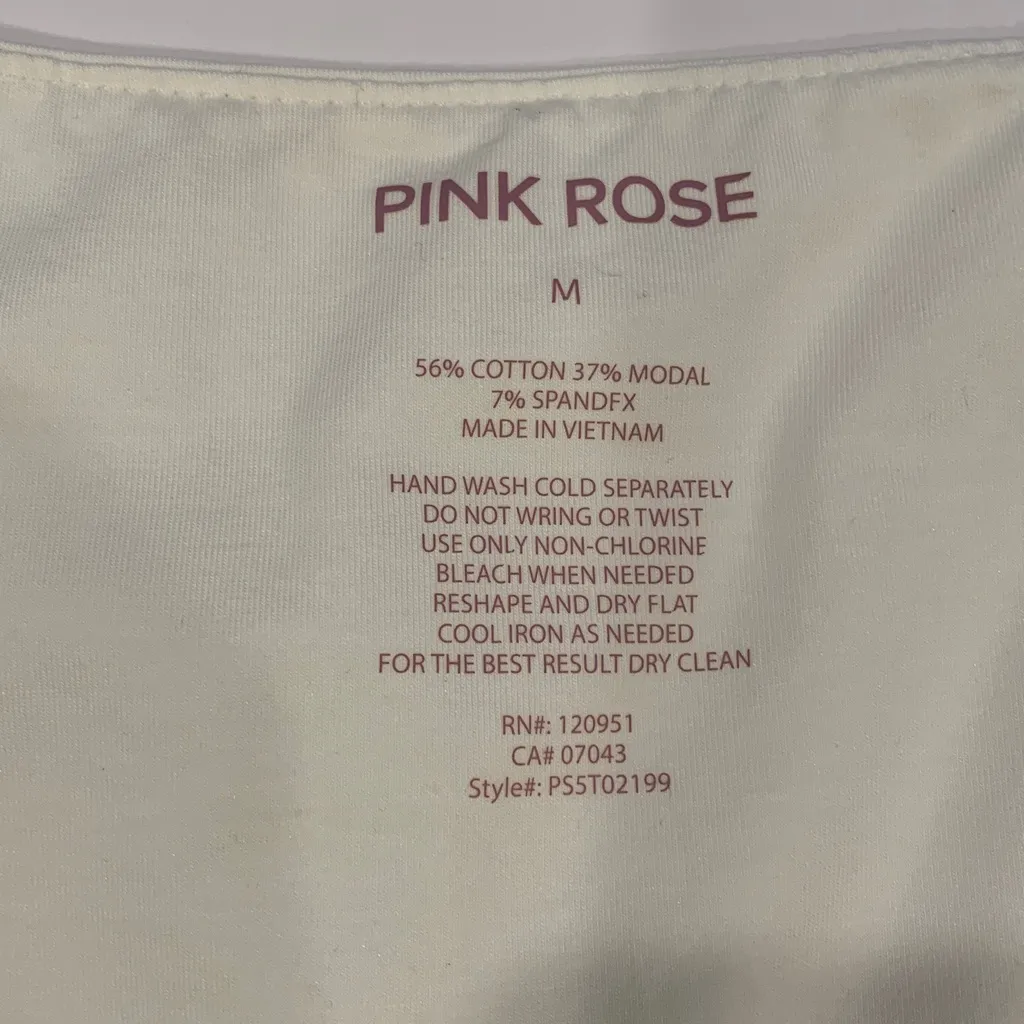 PINK ROSE
M
56% COTTON 37% MODAL
7% SPANDFX
MADE IN VIETNAM
HAND WASH COLD SEPARATELY
DO NOT WRING OR TWIST
USE ONLY NON-CHLORINE
BLEACH WHEN NEEDFD
RESHAPE AND DRY FLAT
COOL IRON AS NEEDED
FOR THE BEST RESULT DRY CLEAN
RN#: 120951
CA# 07043
Style#: PS5T02199